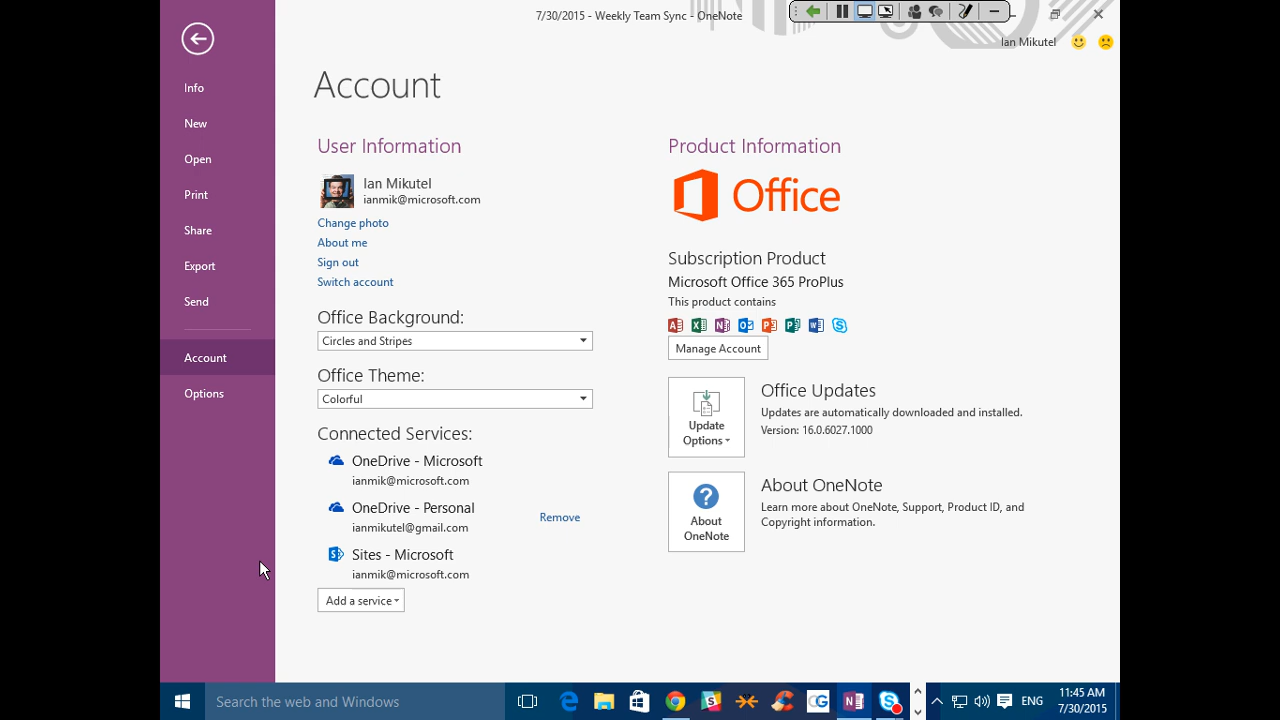 7/30/2015 - Weekly Team Sync - OneNote
Ian Mikutel
Info
New
Open
Print
Share
Export
Send
Account
Options
Account
User Information
Ian Mikutel
ianmik@microsoft.com
Change photo
About me
Sign out
Switch account
Office Background:
Circles and Stripes
Office Theme:
Colorful
Connected Services:
OneDrive - Microsoft
ianmik@microsoft.com
OneDrive - Personal
ianmikutel@gmail.com
Remove
Sites - Microsoft
ianmik@microsoft.com
Add a service
Product Information
Office
Subscription Product
Microsoft Office 365 ProPlus
This product contains
Manage Account
Update
Options
Office Updates
Updates are automatically downloaded and installed.
Version: 16.0.6027.1000
About
OneNote
About OneNote
Learn more about OneNote, Support, Product ID, and
Copyright information.
Search the web and Windows
ENG
11:45 AM
7/30/2015